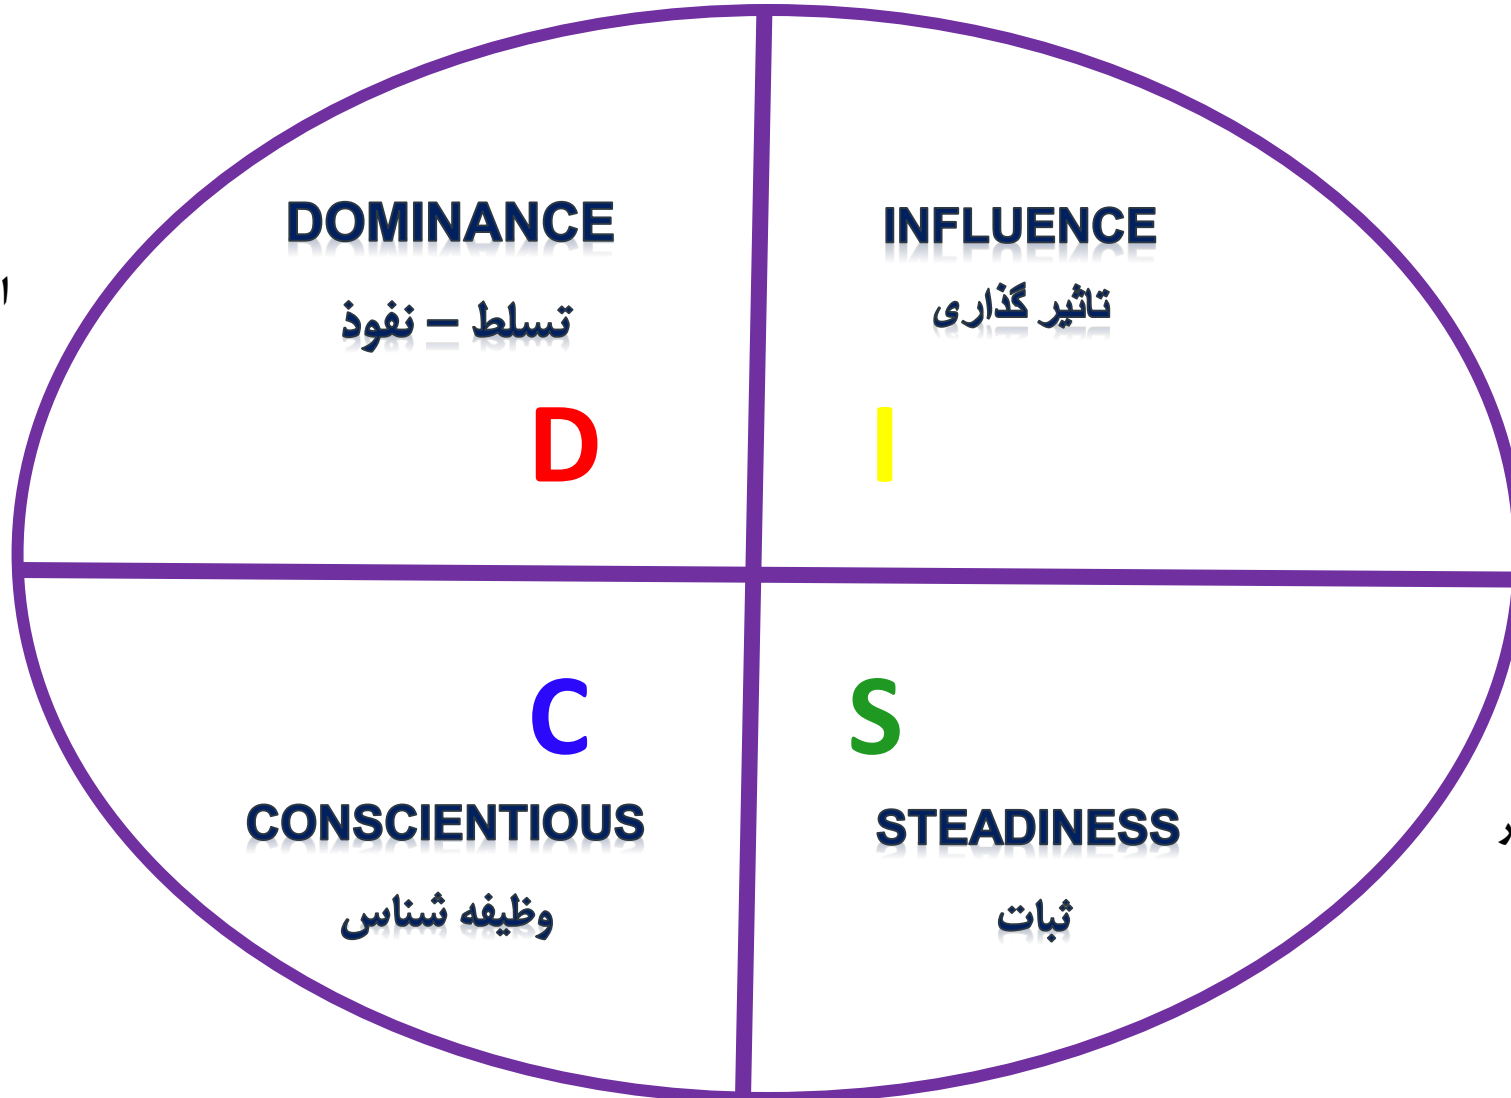 DOMINANCE
تسلط – نفوذ
D
INFLUENCE
تاثیر گذاری
I
C
CONSCIENTIOUS
وظیفه شناس
S
STEADINESS
ثبات